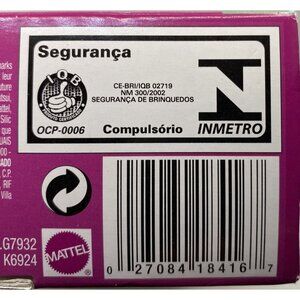 Segurança
IQB
CE-BRI/IQB 02719
NM 300/2002
SEGURANÇA DE BRINQUEDOS
OCP-0006
Compulsório
INMETRO
.G7932
K6924
MATTEL
0 27084 18416 7